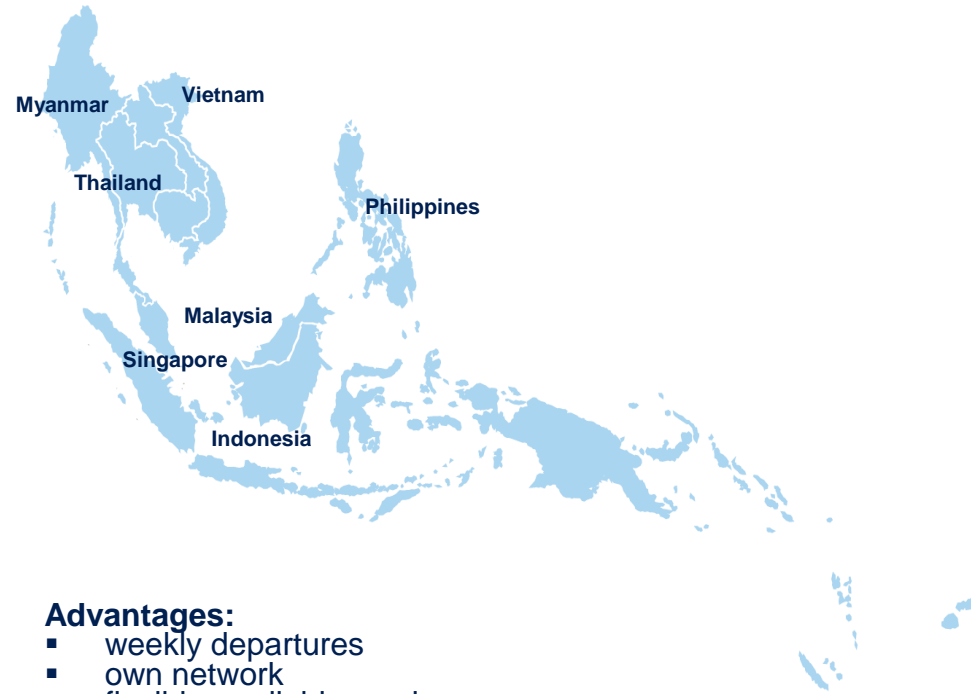 Vietnam
Myanmar
Thailand
Philippines
Malaysia
Singapore
Indonesia
Advantages:
▪ weekly departures
▪ own network